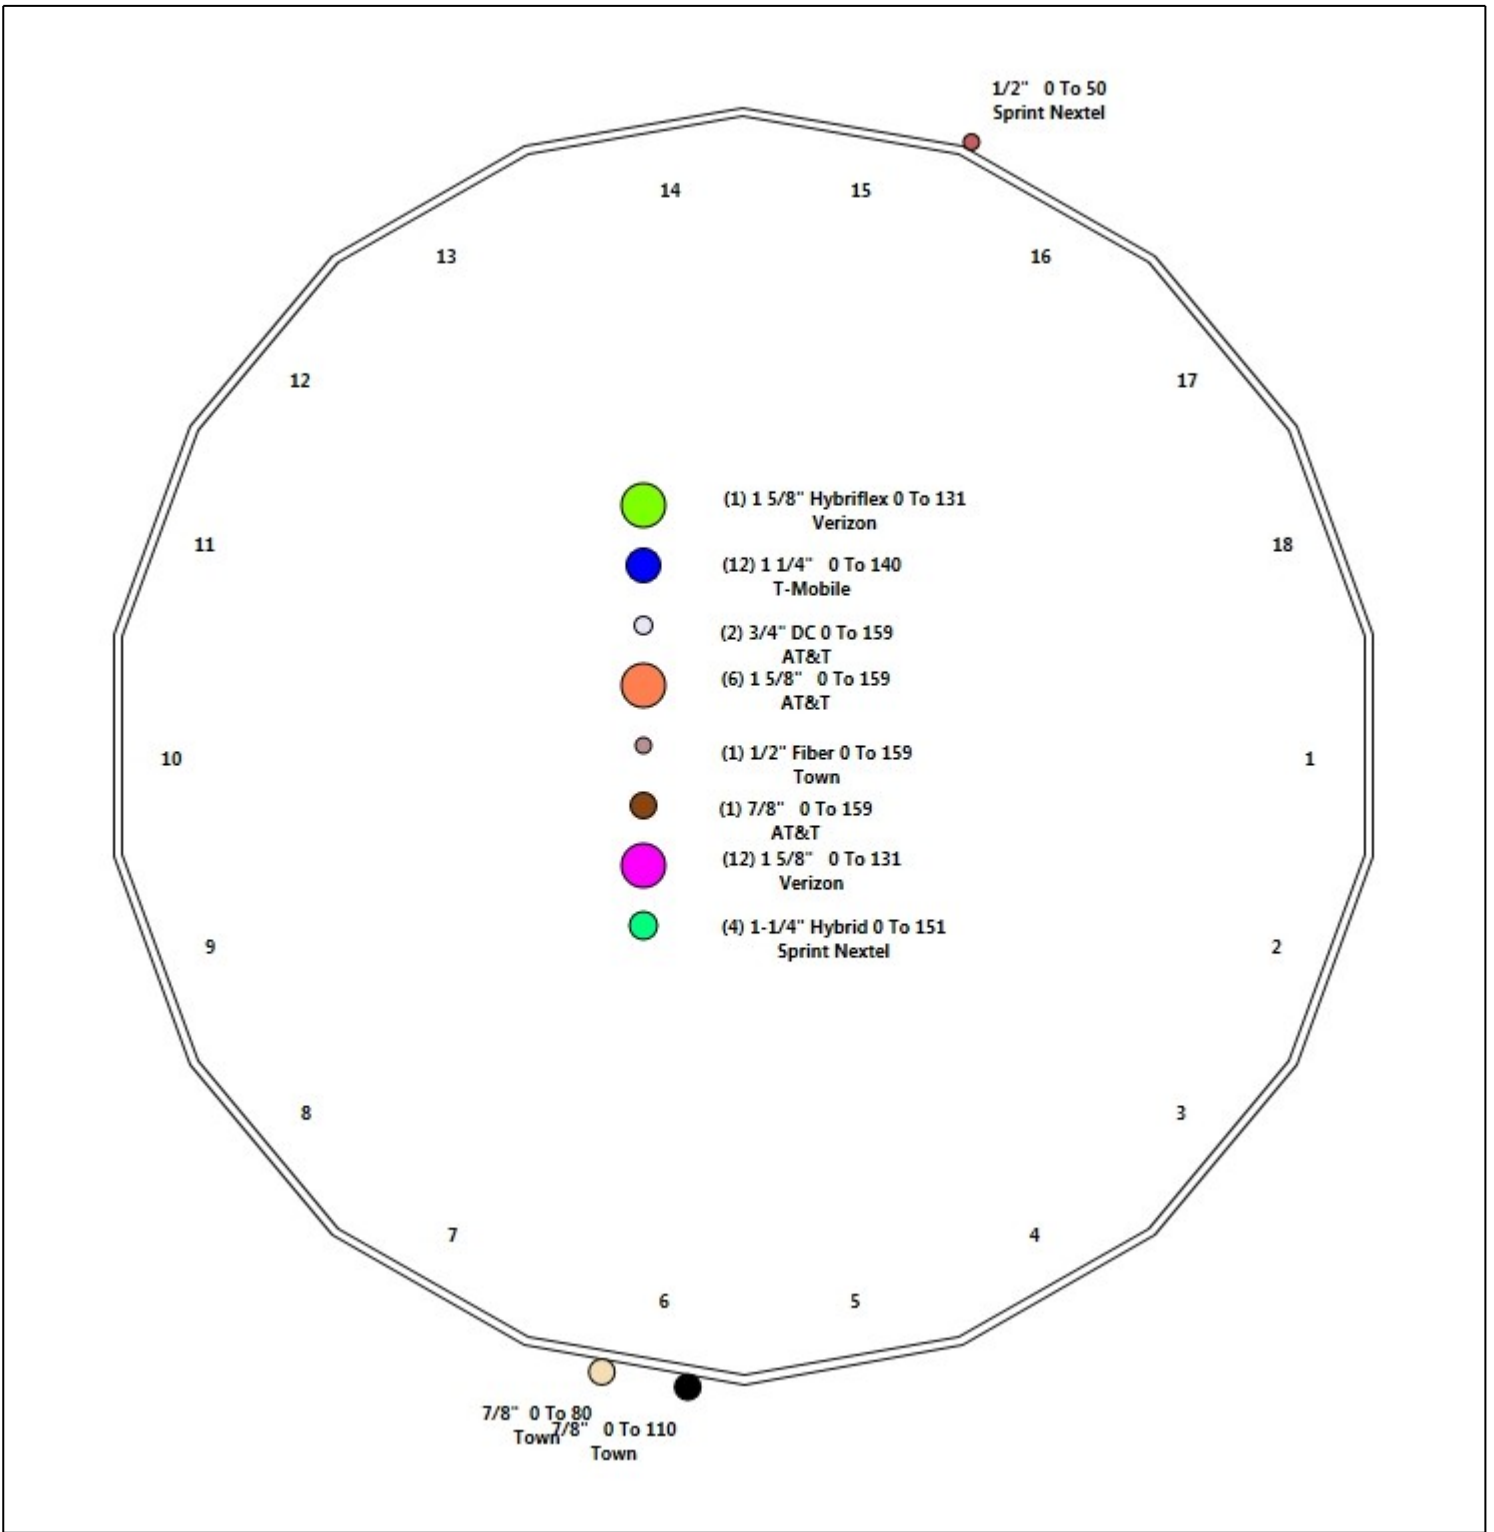 1/2" 0 To 50
Sprint Nextel
14
15
13
16
12
17
11
18
(1) 1 5/8" Hybriflex 0 To 131
Verizon
(12) 1 1/4" 0 To 140
T-Mobile
(2) 3/4" DC 0 To 159
AT&T
(6) 1 5/8" 0 To 159
AT&T
(1) 1/2" Fiber 0 To 159
Town
10
1
(1) 7/8" 0 To 159
AT&T
(12) 1 5/8" 0 To 131
Verizon
(4) 1-1/4" Hybrid 0 To 151
Sprint Nextel
9
2
8
3
7
4
6
5
7/8" 0 To 80
Town
7/8" 0 To 110
Town